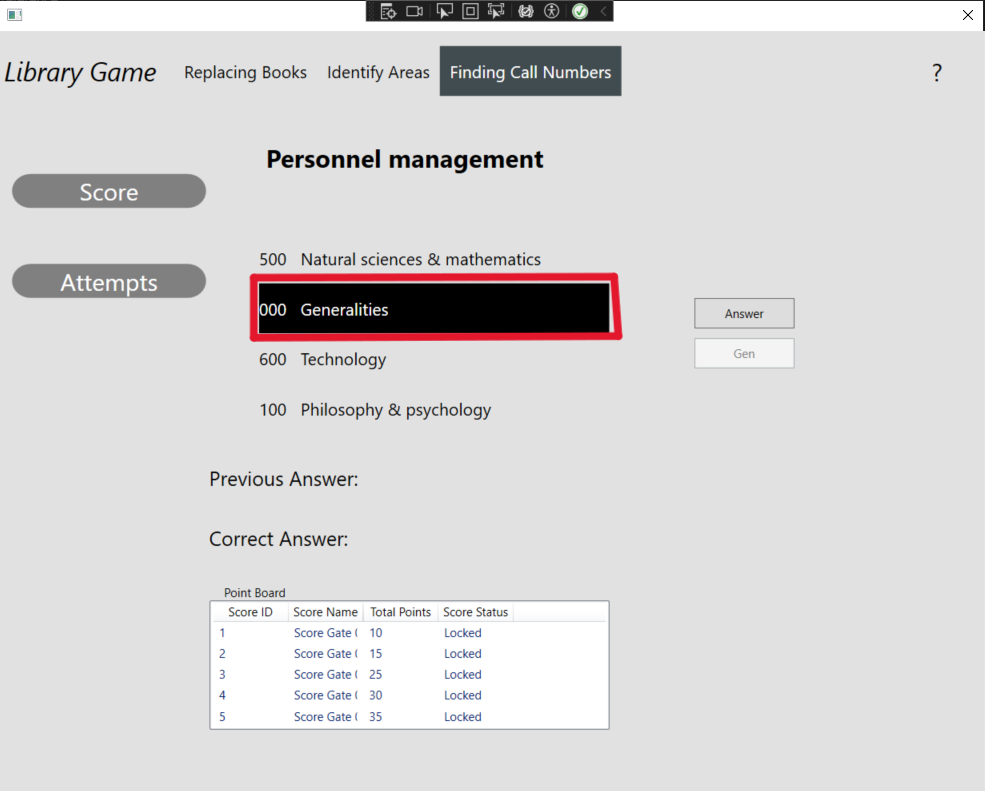 Library Game Replacing Books Identify Areas Finding Call Numbers ?
Personnel management
Score
500 Natural sciences & mathematics
Attempts
000 Generalities
Answer
600 Technology
Gen
100 Philosophy & psychology
Previous Answer:
Correct Answer:
Point Board
Score ID Score Name Total Points Score Status
1 Score Gate ( 10 Locked
2 Score Gate ( 15 Locked
3 Score Gate ( 25 Locked
4 Score Gate ( 30 Locked
5 Score Gate ( 35 Locked